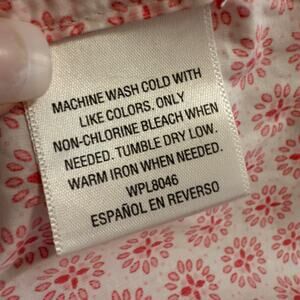 MACHINE WASH COLD WITH
LIKE COLORS. ONLY
NON-CHLORINE BLEACH WHEN
NEEDED. TUMBLE DRY LOW.
WARM IRON WHEN NEEDED.
WPL8046
ESPAÑOL EN REVERSO